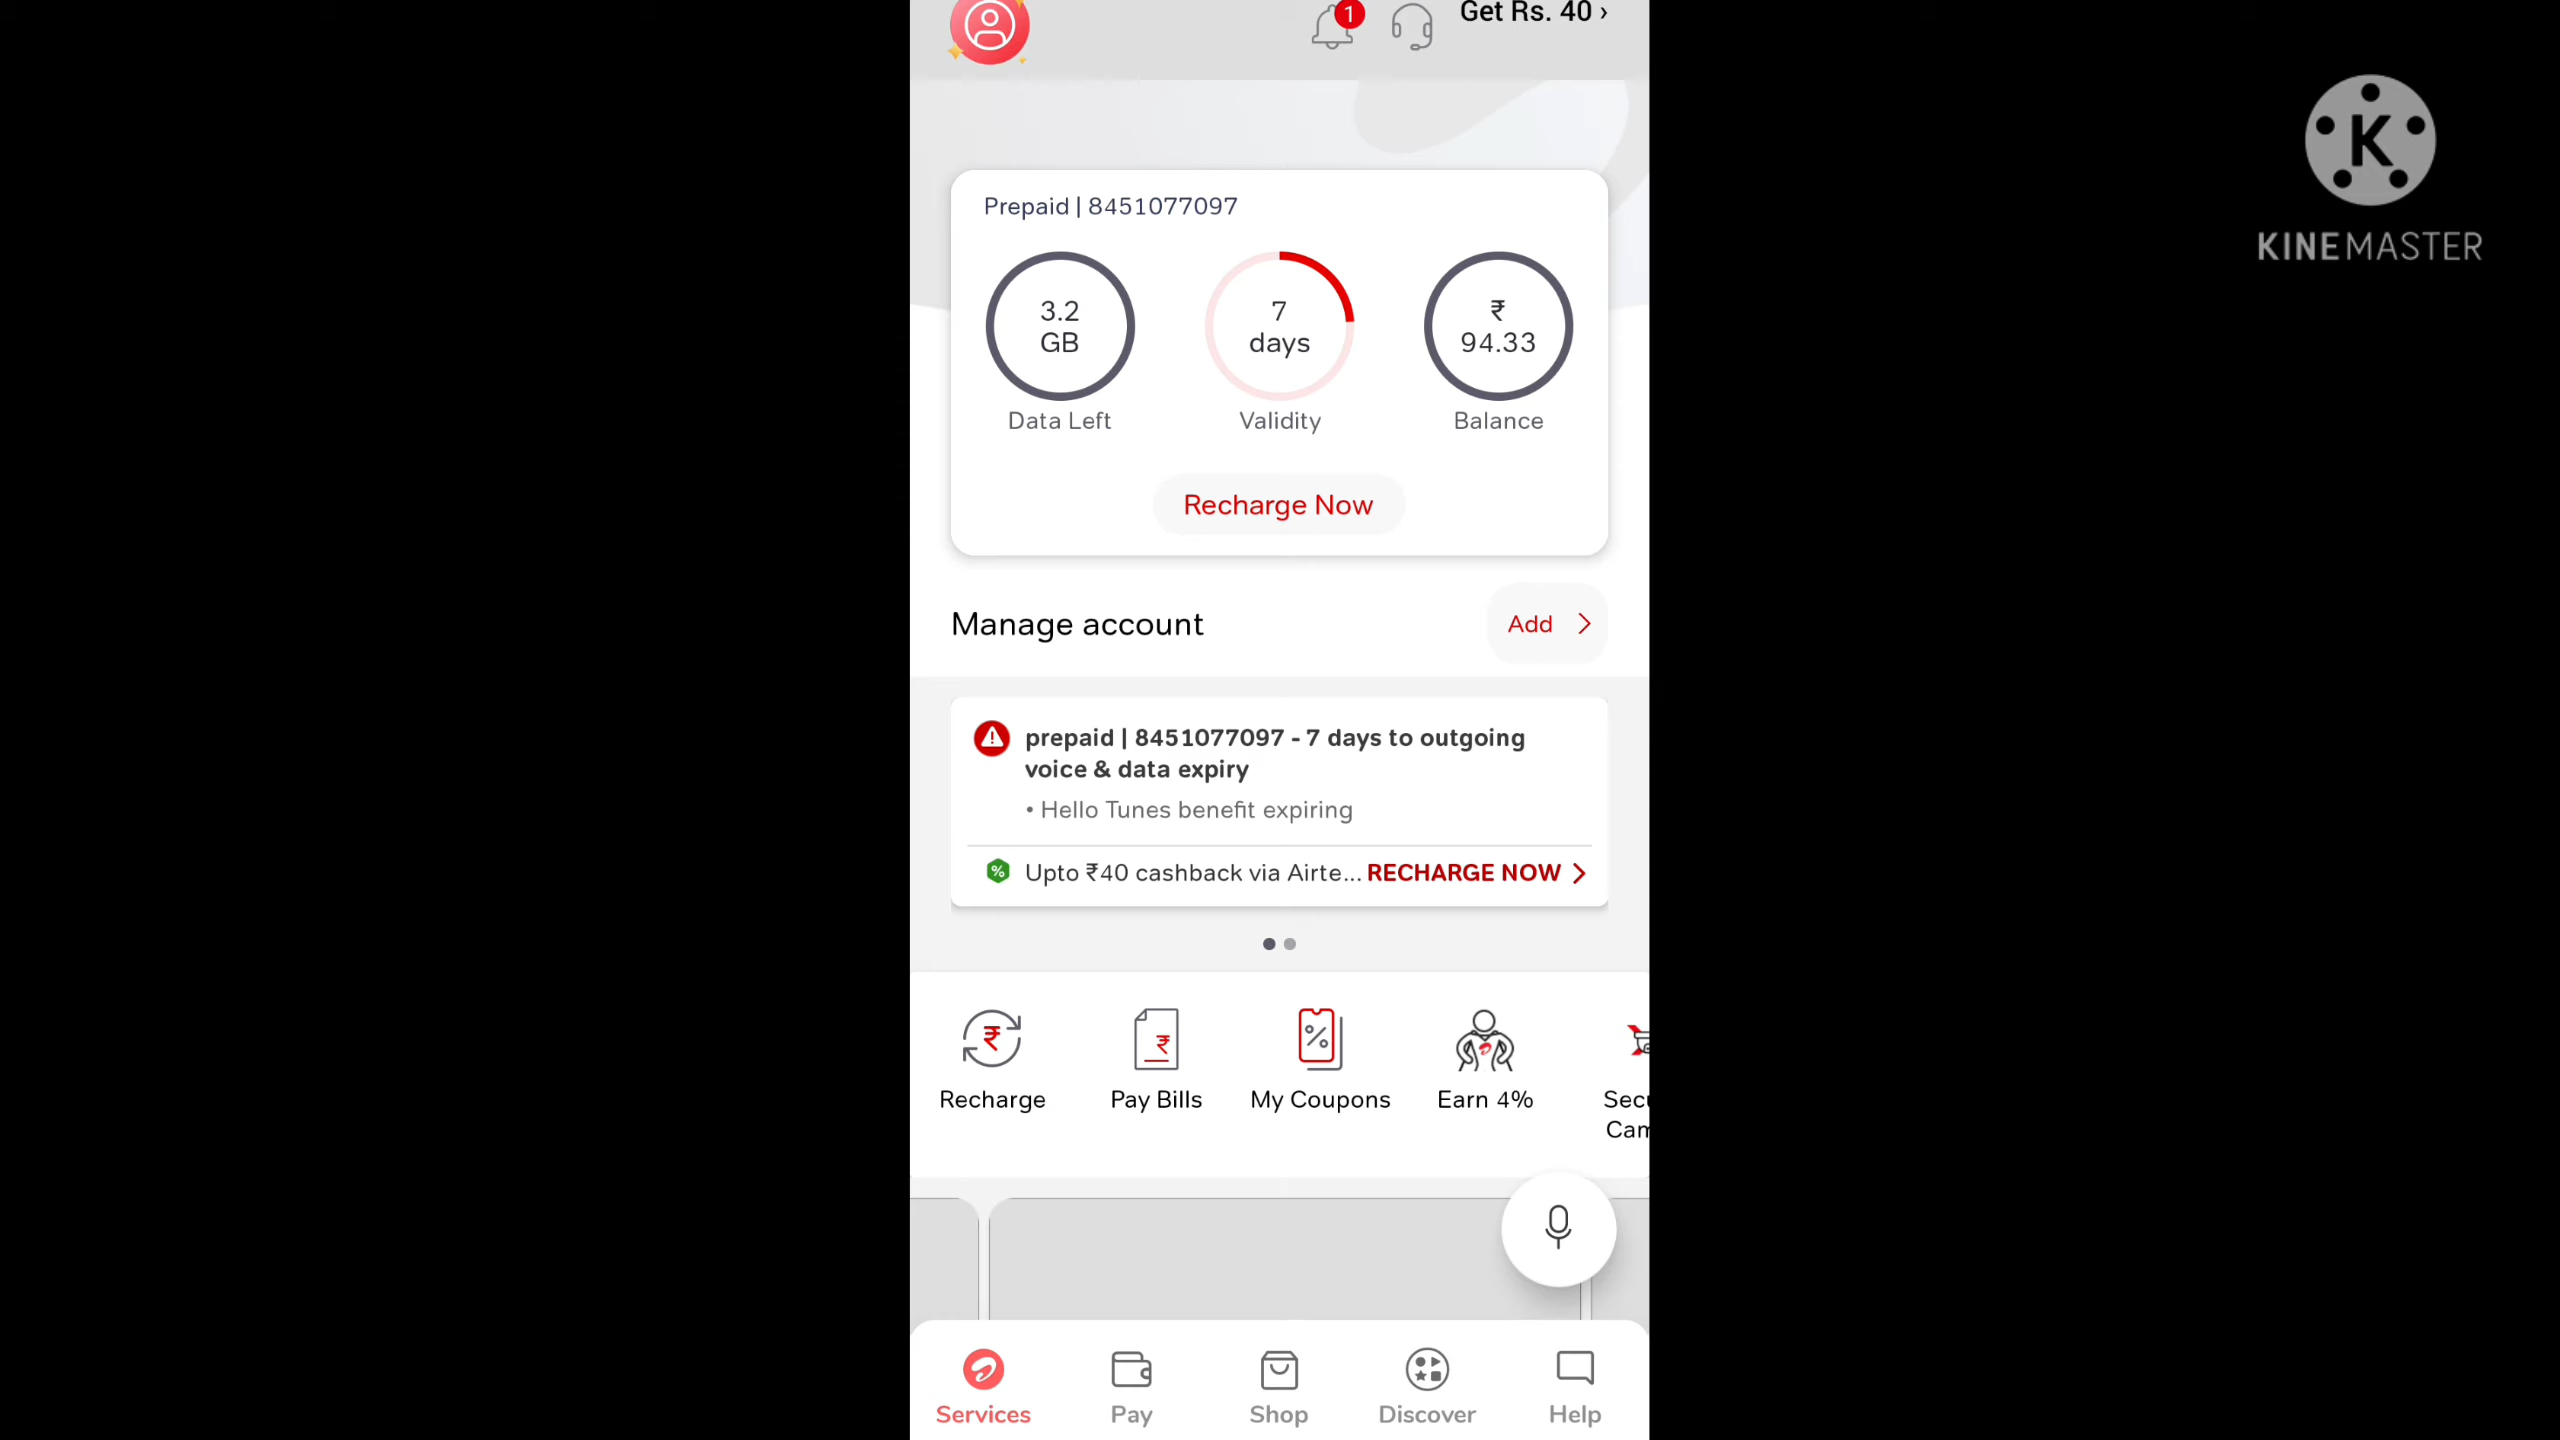 Get Rs. 40 ›
1
K
KINEMASTER
Prepaid | 8451077097
3.2
GB
7
days
₹
94.33
Data Left
Validity
Balance
Recharge Now
Manage account
Add
prepaid | 8451077097 - 7 days to outgoing
voice & data expiry
• Hello Tunes benefit expiring
Upto ₹40 cashback via Airte... RECHARGE NOW
Recharge
Pay Bills
My Coupons
Earn 4%
Secu
Cam
Services
Pay
Shop
Discover
Help